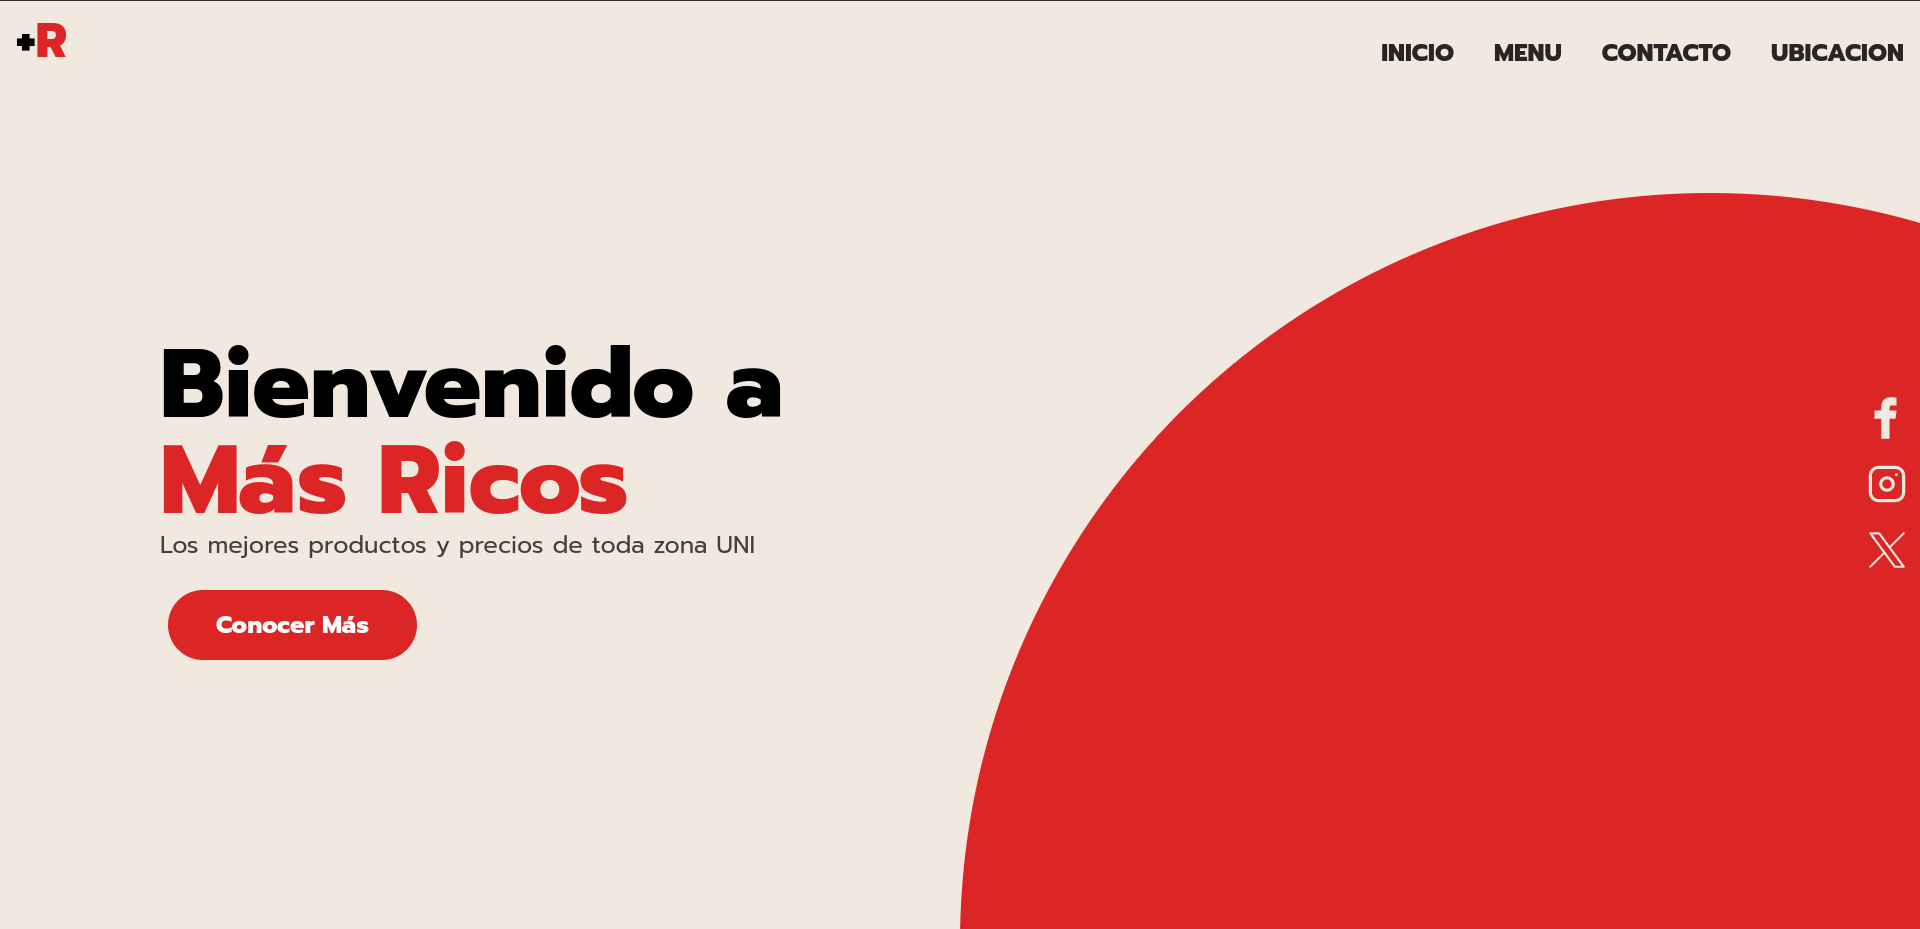 +R
INICIO MENU CONTACTO UBICACION
Bienvenido a
Más Ricos
Los mejores productos y precios de toda zona UNI
Conocer Más